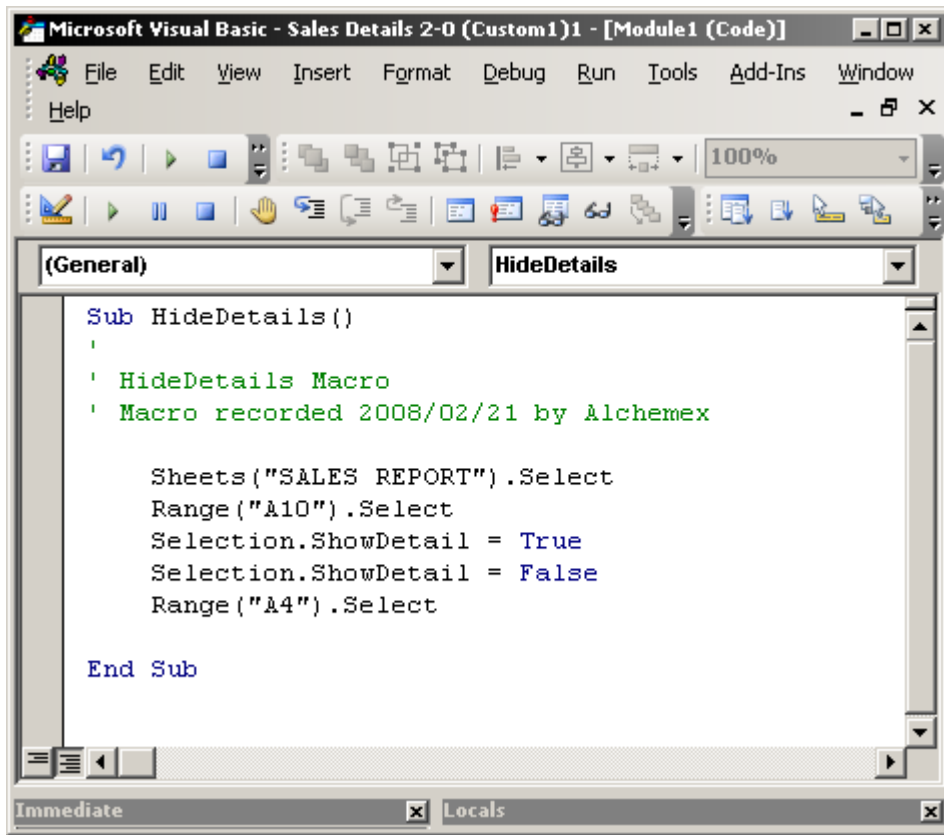 Microsoft Visual Basic - Sales Details 2-0 (Custom1)1 - [Module1 (Code)]
File Edit View Insert Format Debug Run Tools Add-Ins Window
Help
100%
(General) HideDetails
Sub HideDetails()
'
' HideDetails Macro
' Macro recorded 2008/02/21 by Alchemex
Sheets("SALES REPORT").Select
Range("A10").Select
Selection.ShowDetail = True
Selection.ShowDetail = False
Range("A4").Select
End Sub
Immediate Locals